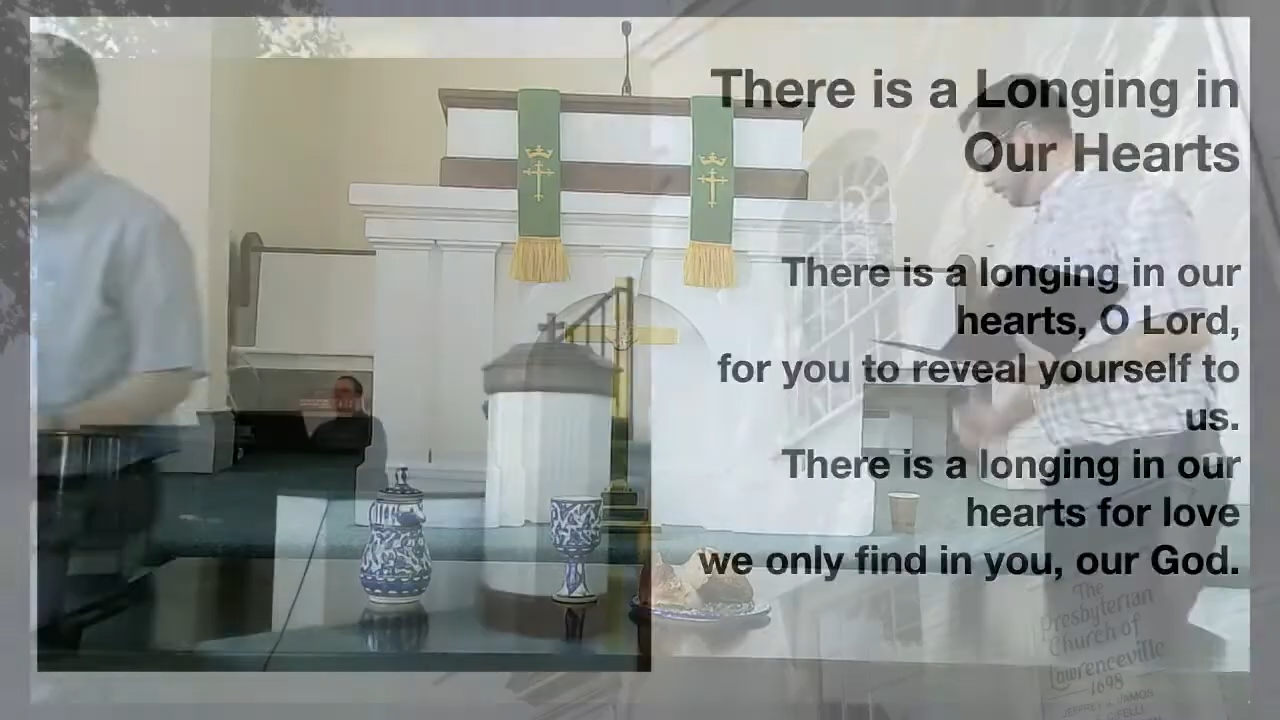 There is a Longing in
Our Hearts
There is a longing in our
hearts, O Lord,
for you to reveal yourself to
us.
There is a longing in our
hearts for love
we only find in you, our God.
The
Presbyterian
Church of
Lawrenceville
1698